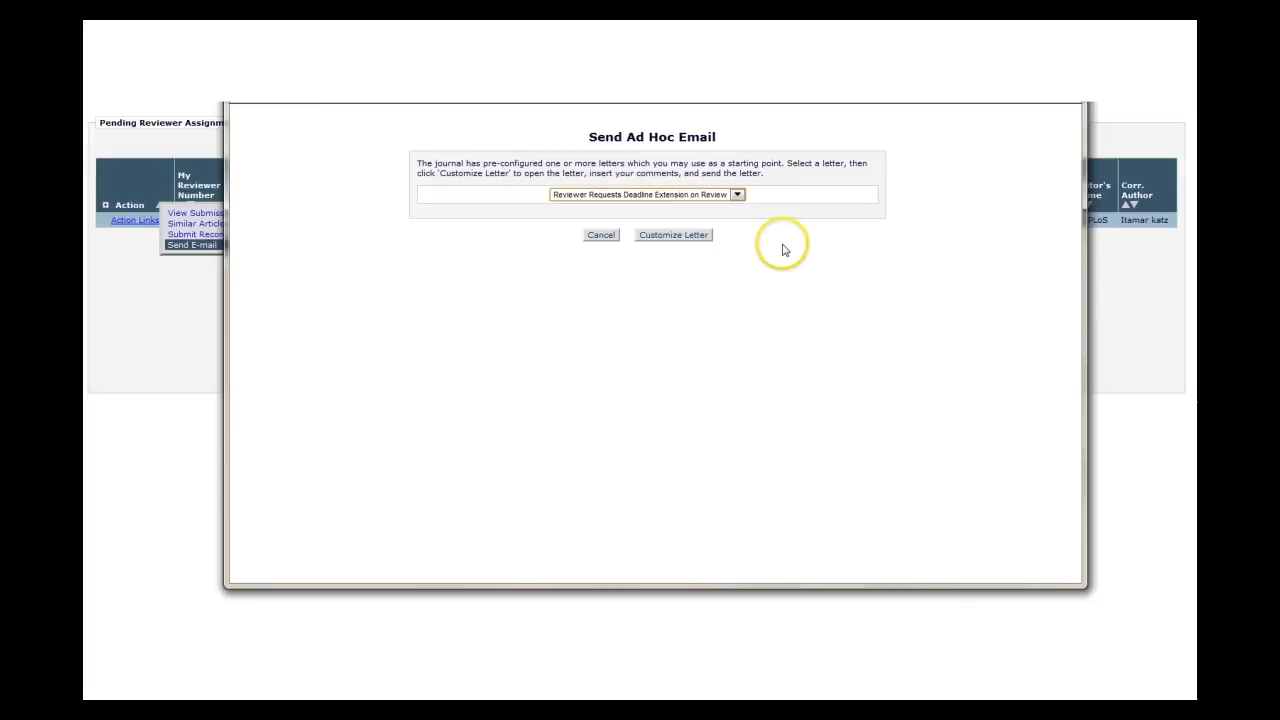 Send Ad Hoc Email
Pending Reviewer Assignm
The journal has pre-configured one or more letters which you may use as a starting point. Select a letter, then
click 'Customize Letter' to open the letter, insert your comments, and send the letter.
Reviewer Requests Deadline Extension on Review
Cancel Customize Letter
Action
My
Reviewer
Number
Action Links
View Submiss
Similar Article
Submit Recon
Send E-mail
tor's
me
Corr.
Author
PLoS
Itamar katz